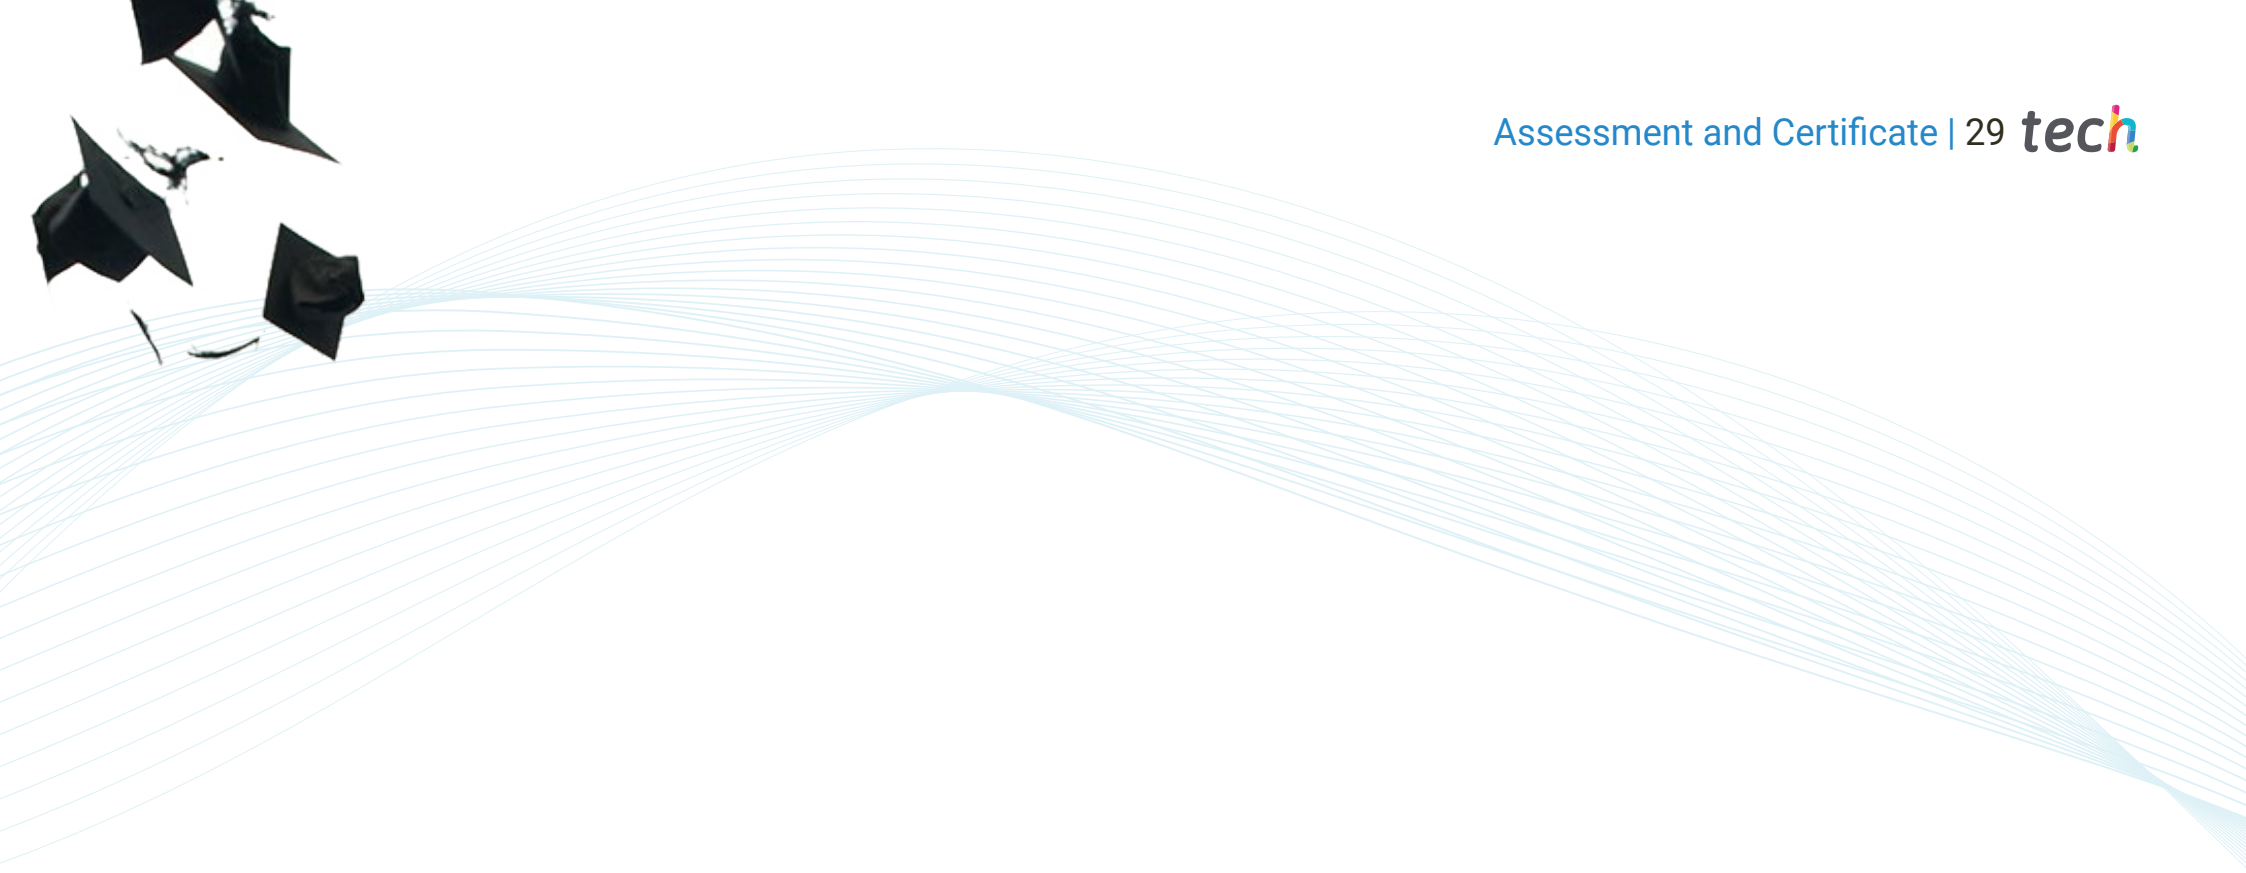 Assessment and Certificate | 29 tech